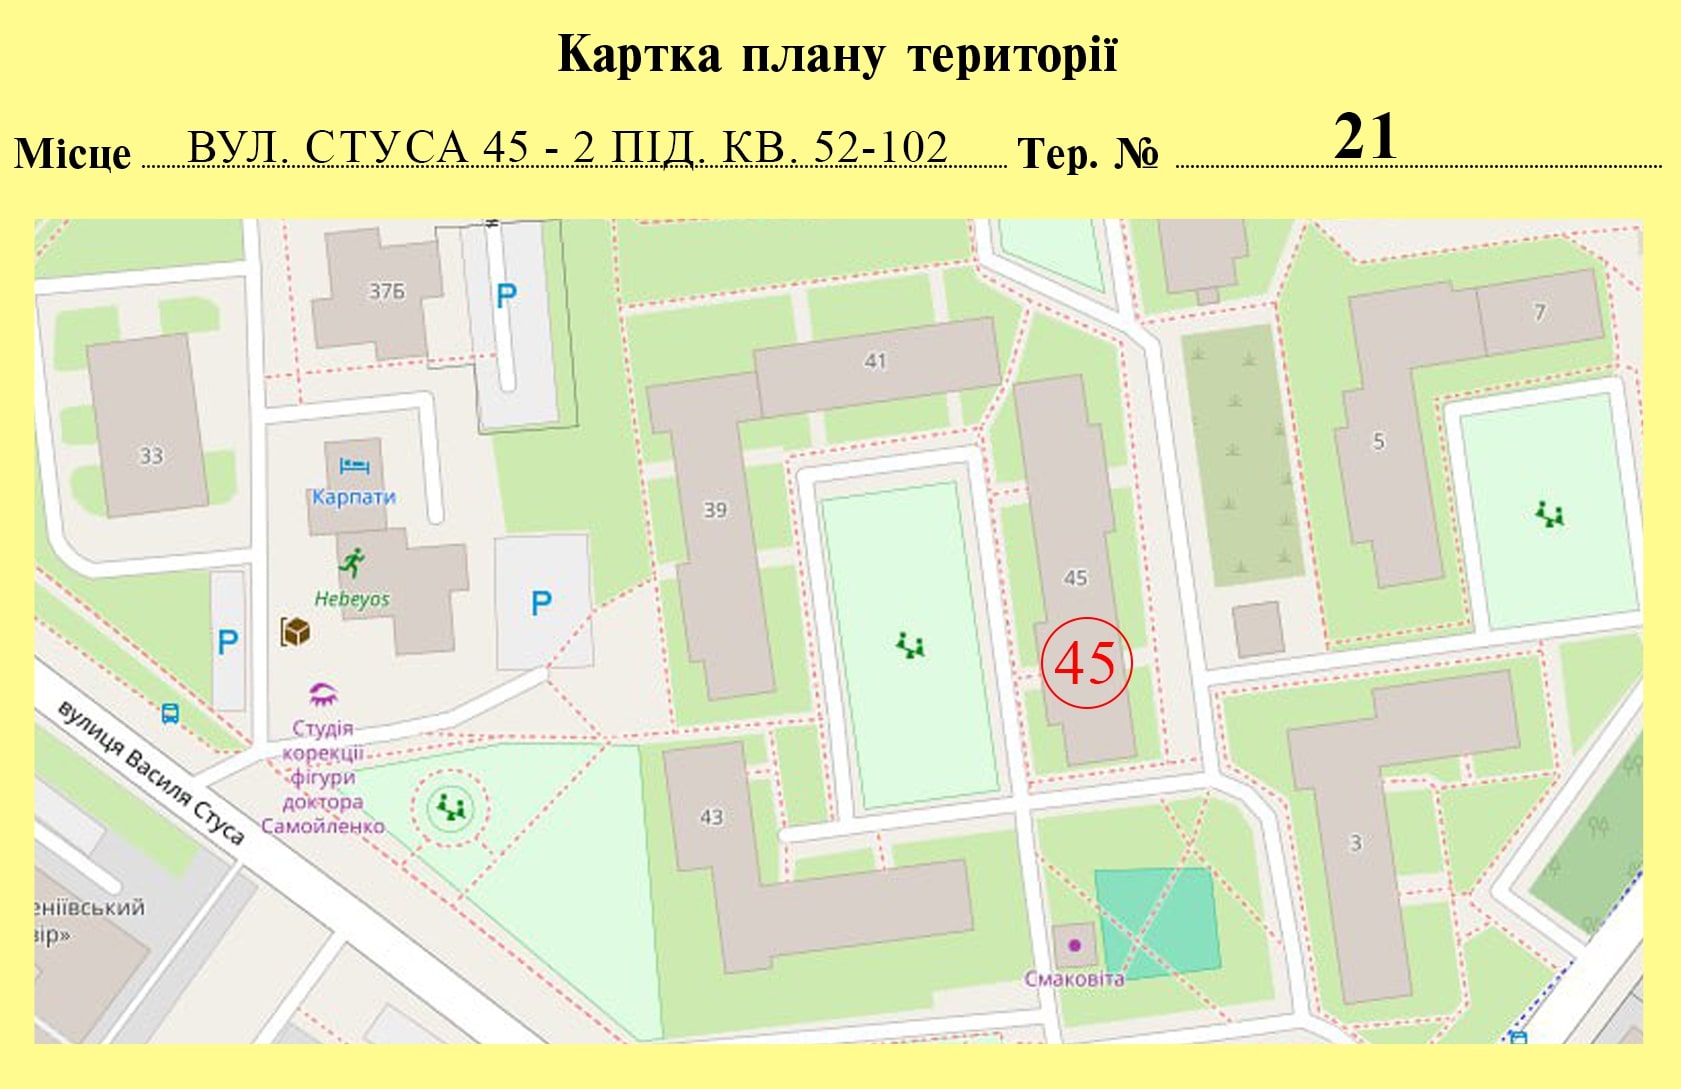 Картка плану території
Місце ВУЛ. СТУСА 45 - 2 ПІД. КВ. 52-102 Тер. № 21
37Б
P
7
41
33
5
Карпати
39
45
Hebeyos
P
P
45
вулиця Василя Стуса
Студія
корекції
фігури
доктора
Самойленко
43
3
еніївський
вір»
Смаковіта